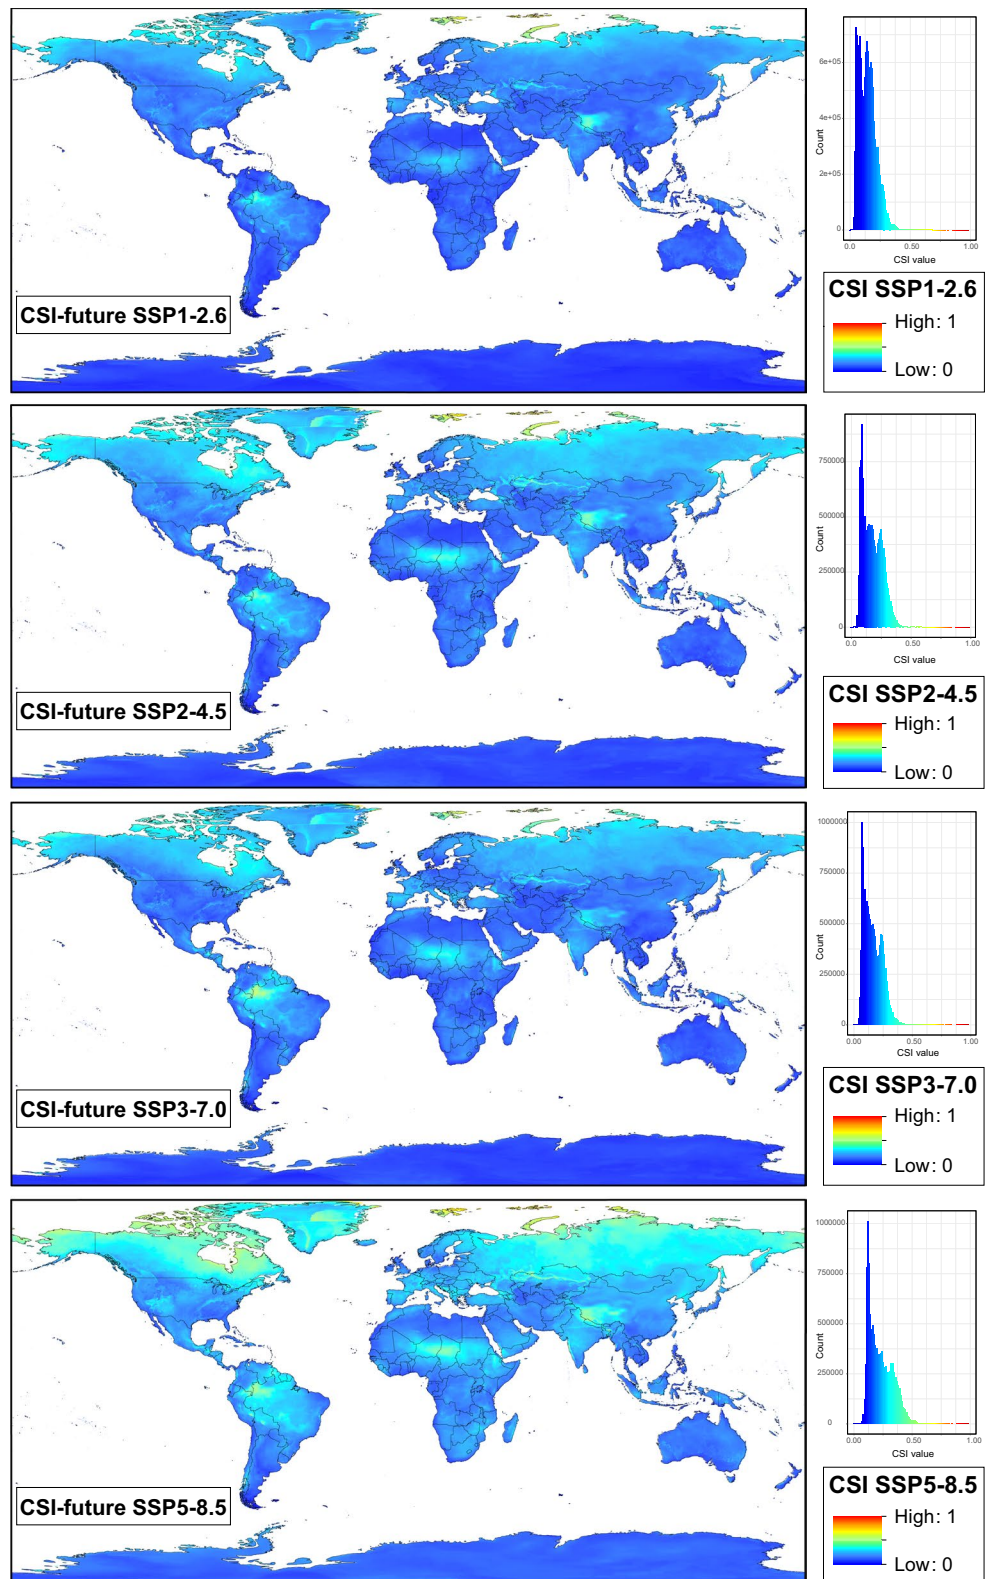 6e+05
4e+05
Count
2e+05
0
0.0 0.50 1.00
CSI value
CSI-future SSP1-2.6
CSI SSP1-2.6
High: 1
Low: 0
750000
500000
Count
250000
0
0.0 0.50 1.00
CSI value
CSI-future SSP2-4.5
CSI SSP2-4.5
High: 1
Low: 0
1000000
750000
500000
Count
250000
0
0.00 0.50 1.00
CSI value
CSI-future SSP3-7.0
CSI SSP3-7.0
High: 1
Low: 0
1000000
750000
500000
Count
250000
0
0.00 0.50 1.00
CSI value
CSI-future SSP5-8.5
CSI SSP5-8.5
High: 1
Low: 0